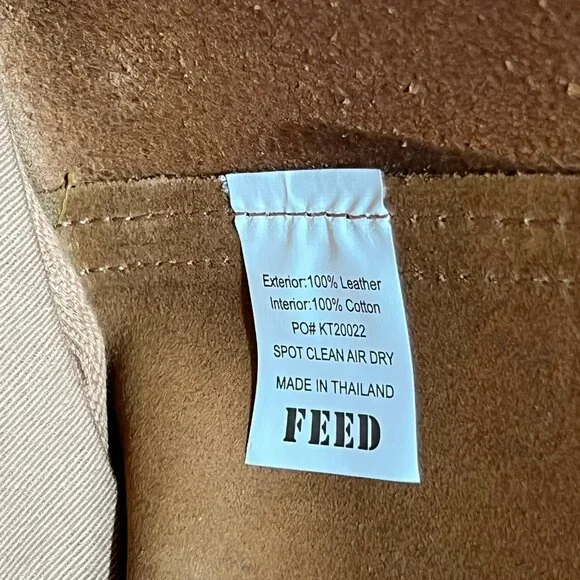 Exterior:100% Leather
Interior:100% Cotton
PO# KT20022
SPOT CLEAN AIR DRY
MADE IN THAILAND
FEED